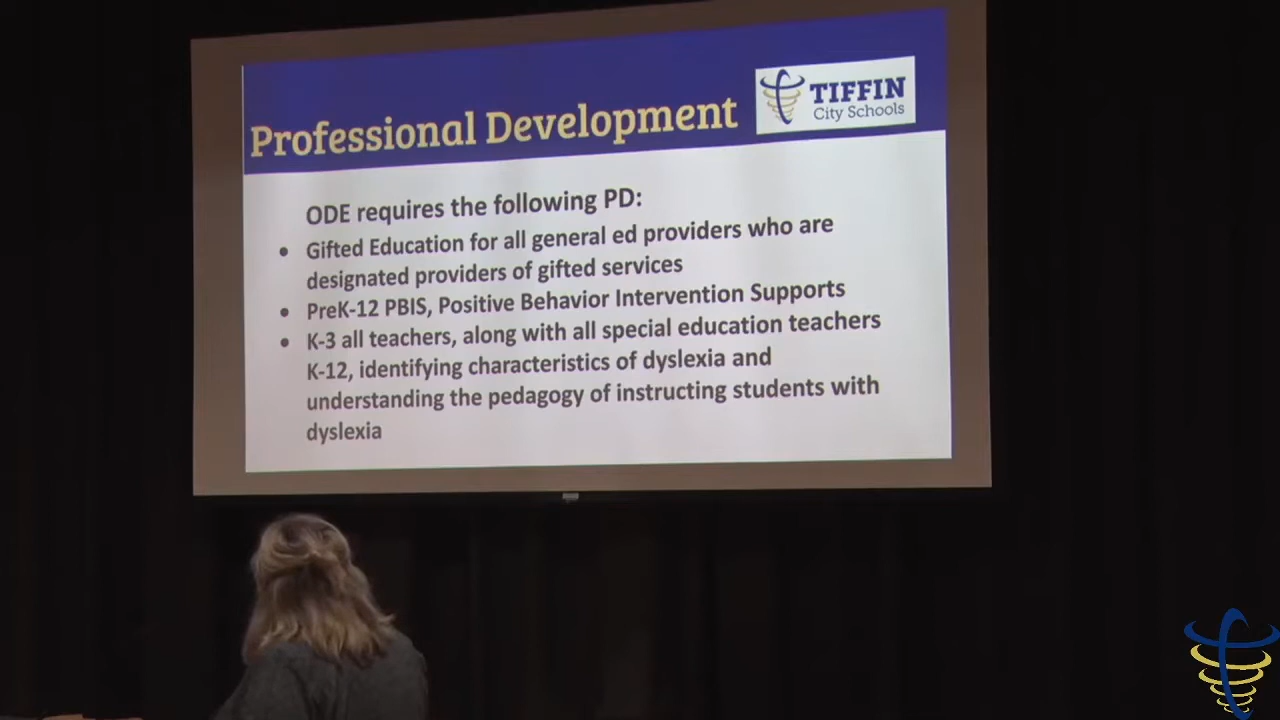 Professional Development
TIFFIN
City Schools
ODE requires the following PD:
• Gifted Education for all general ed providers who are
designated providers of gifted services
• PreK-12 PBIS, Positive Behavior Intervention Supports
• K-3 all teachers, along with all special education teachers
K-12, identifying characteristics of dyslexia and
understanding the pedagogy of instructing students with
dyslexia